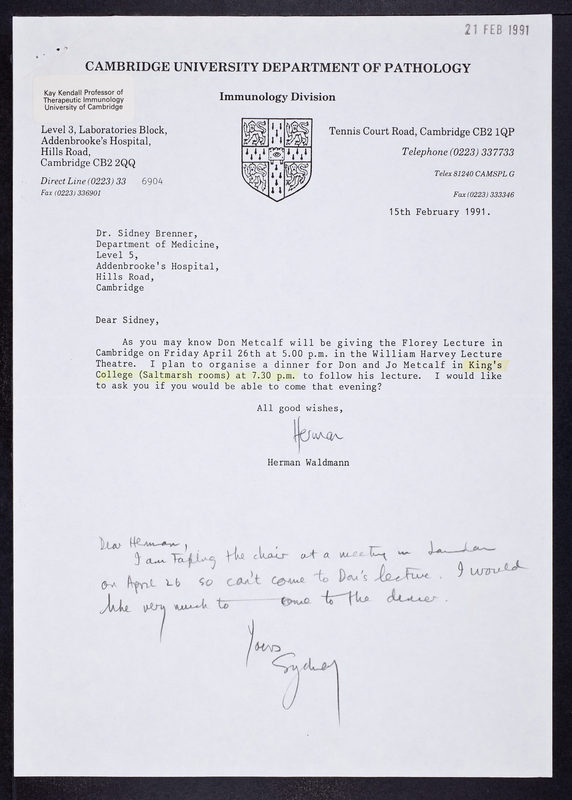 21 FEB 1991
CAMBRIDGE UNIVERSITY DEPARTMENT OF PATHOLOGY
Kay Kendall Professor of
Therapeutic Immunology
University of Cambridge
Immunology Division
Level 3, Laboratories Block,
Addenbrooke's Hospital,
Hills Road,
Cambridge CB2 2QQ
Direct Line (0223) 33 6904
Fax (0223) 336901
Tennis Court Road, Cambridge CB2 1QP
Telephone (0223) 337733
Telex 81240 CAMSPL G
Fax (0223) 333346
15th February 1991.
Dr. Sidney Brenner,
Department of Medicine,
Level 5,
Addenbrooke's Hospital,
Hills Road,
Cambridge
Dear Sidney,
As you may know Don Metcalf will be giving the Florey Lecture in
Cambridge on Friday April 26th at 5.00 p.m. in the William Harvey Lecture
Theatre. I plan to organise a dinner for Don and Jo Metcalf in King's
College (Saltmarsh rooms) at 7.30 p.m. to follow his lecture. I would like
to ask you if you would be able to come that evening?
All good wishes,
Herman
Herman Waldmann
Dear Herman,
I am taking the chair at a meeting in London
on April 26 so can't come to Don's lecture. I would
like very much to come to the dinner.
Yours
Sydney